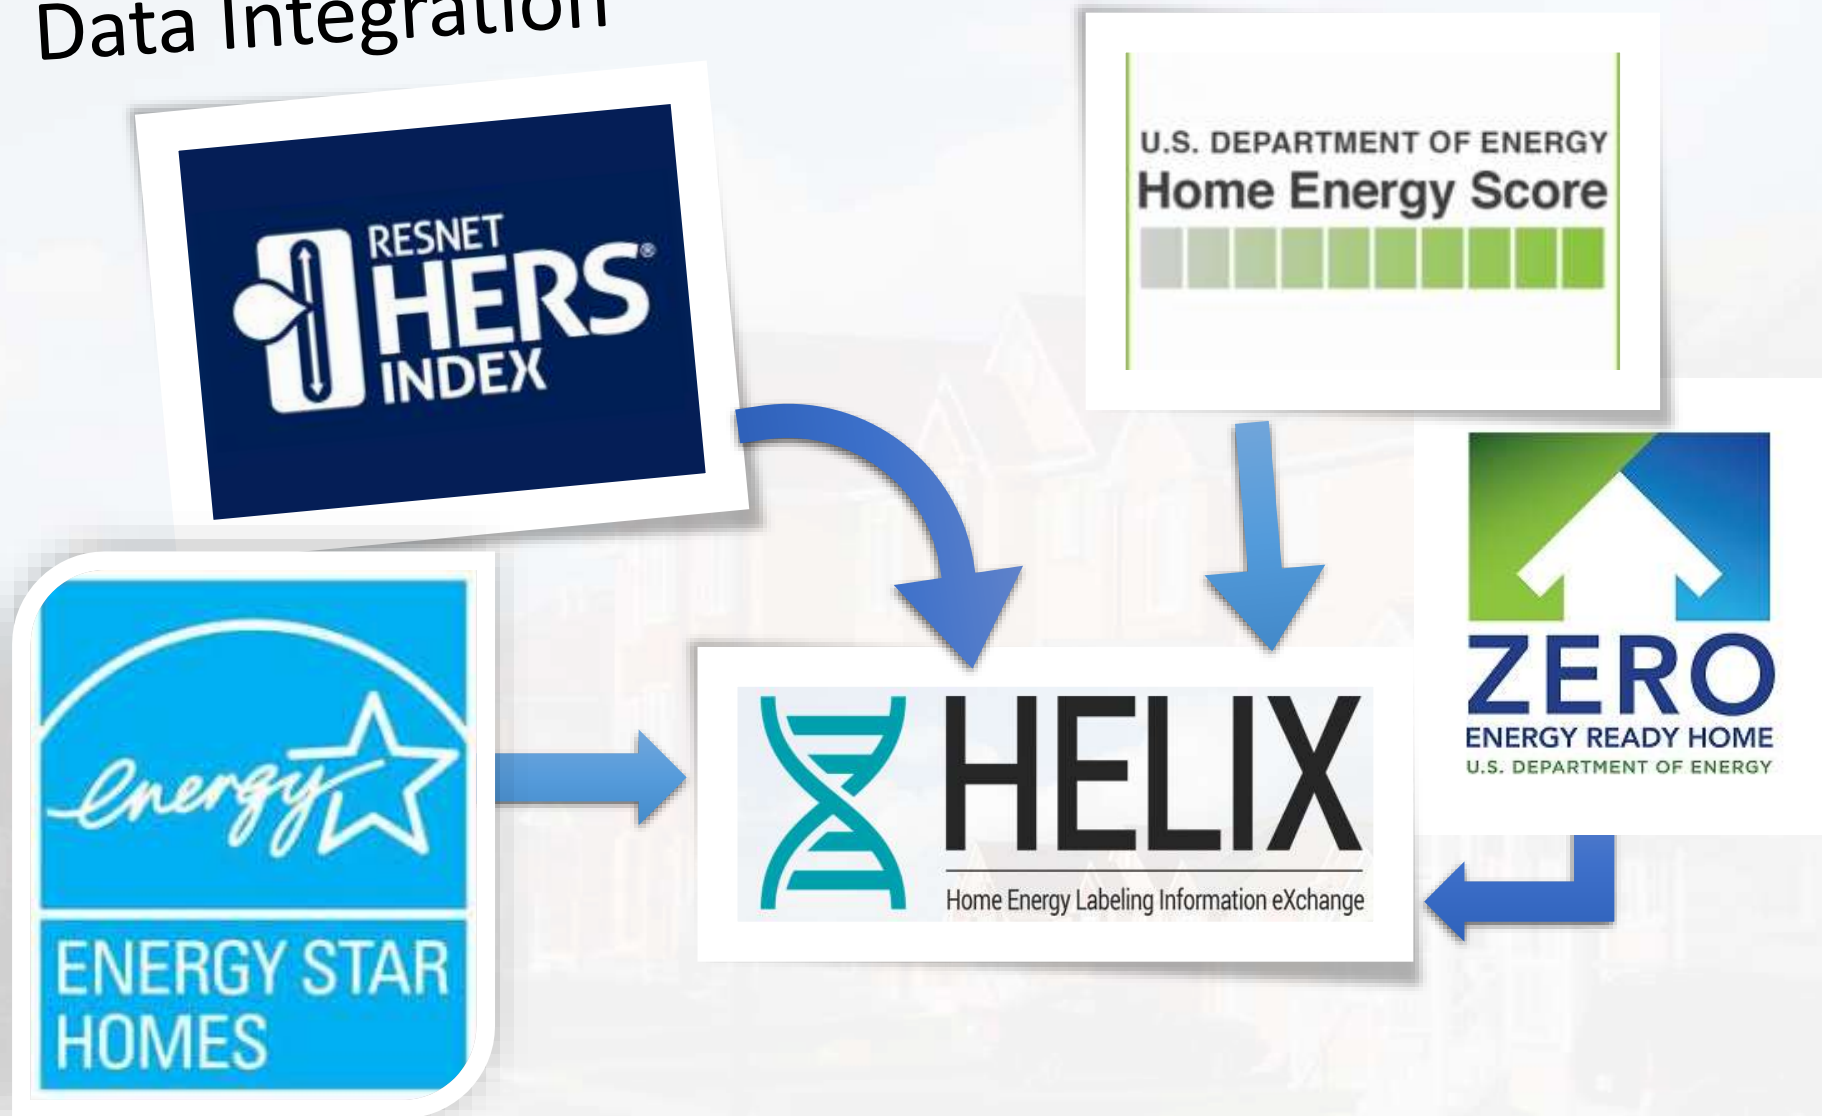 Data Integration
RESNET
HERS®
INDEX
U.S. DEPARTMENT OF ENERGY
Home Energy Score
energy
ENERGY STAR
HOMES
HELIX
Home Energy Labeling Information eXchange
ZERO
ENERGY READY HOME
U.S. DEPARTMENT OF ENERGY